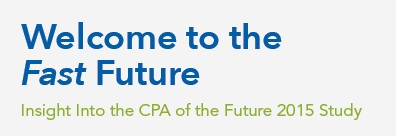 Welcome to the
Fast Future
Insight Into the CPA of the Future 2015 Study